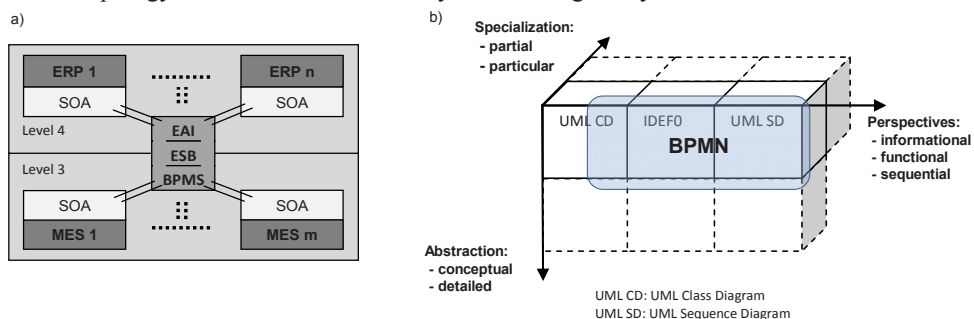 a)
ERP 1
ERP n
SOA
SOA
EAI
Level 4
ESB
Level 3
BPMS
SOA
SOA
MES 1
MES m
b)
Specialization:
- partial
- particular
UML CD
IDEF0
UML SD
BPMN
Perspectives:
- informational
- functional
- sequential
Abstraction:
- conceptual
- detailed
UML CD: UML Class Diagram
UML SD: UML Sequence Diagram